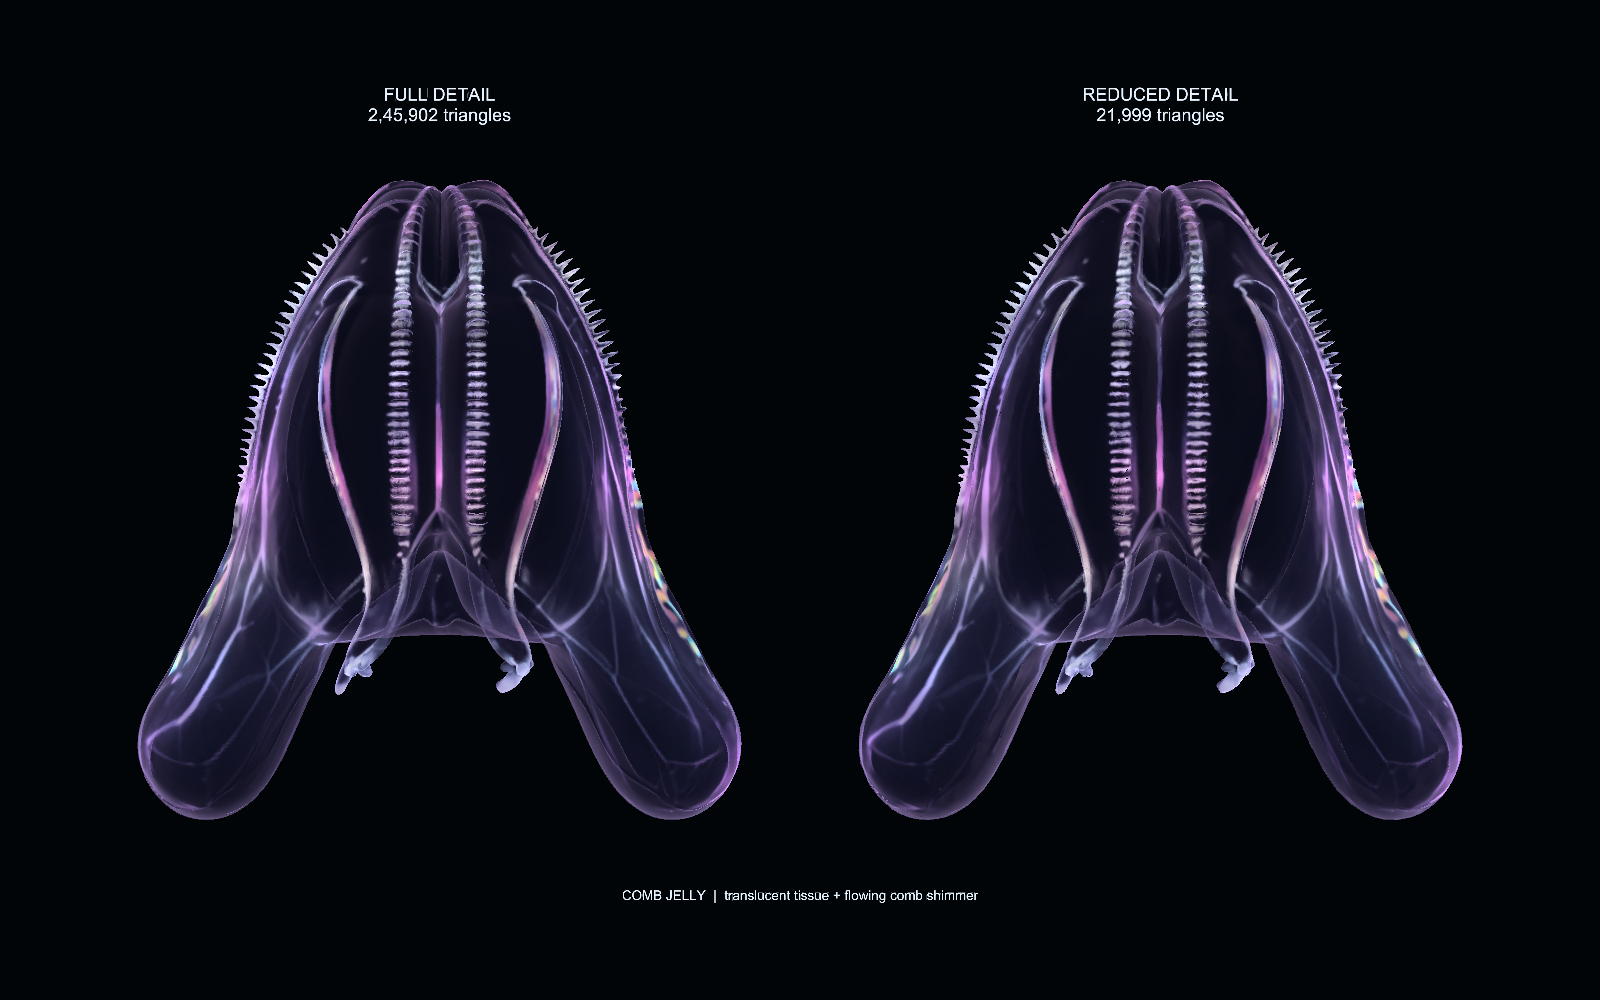 FULL DETAIL
2,45,902 triangles
REDUCED DETAIL
21,999 triangles
COMB JELLY | translucent tissue + flowing comb shimmer